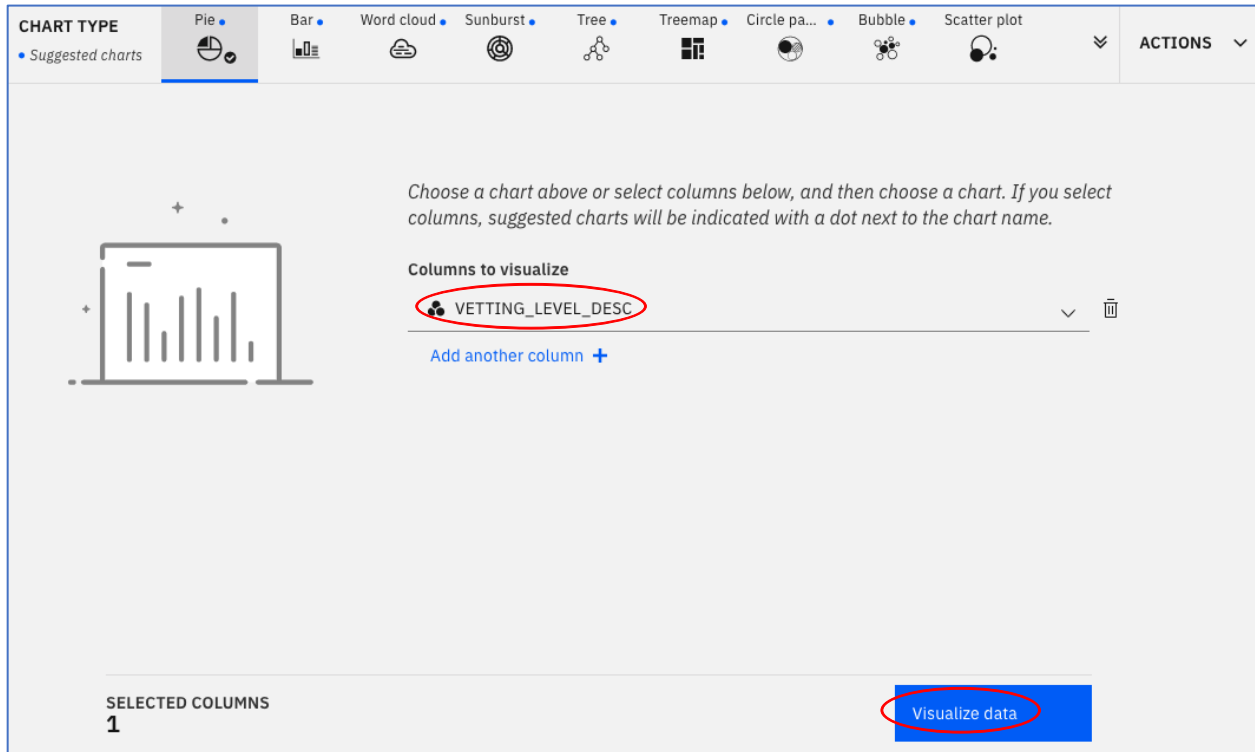 CHART TYPE
• Suggested charts
Pie •
Bar •
Word cloud •
Sunburst •
Tree •
Treemap •
Circle pa... •
Bubble •
Scatter plot
ACTIONS
Choose a chart above or select columns below, and then choose a chart. If you select
columns, suggested charts will be indicated with a dot next to the chart name.
Columns to visualize
VETTING_LEVEL_DESC
Add another column +
SELECTED COLUMNS
1
Visualize data